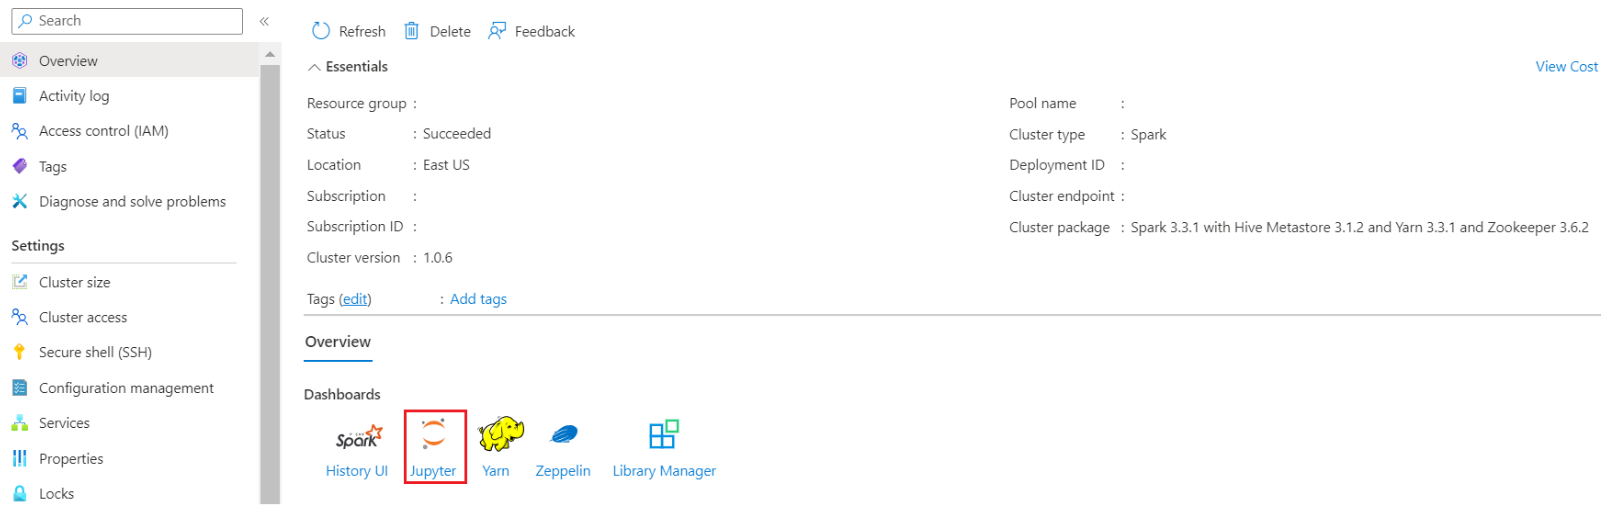 Search
«
Overview
Activity log
Access control (IAM)
Tags
Diagnose and solve problems
Settings
Cluster size
Cluster access
Secure shell (SSH)
Configuration management
Services
Properties
Locks
Refresh Delete Feedback
Essentials
View Cost
Resource group :
Status : Succeeded
Location : East US
Subscription :
Subscription ID :
Cluster version : 1.0.6
Pool name :
Cluster type : Spark
Deployment ID :
Cluster endpoint :
Cluster package : Spark 3.3.1 with Hive Metastore 3.1.2 and Yarn 3.3.1 and Zookeeper 3.6.2
Tags (edit) : Add tags
Overview
Dashboards
Spark
History UI Jupyter Yarn Zeppelin Library Manager